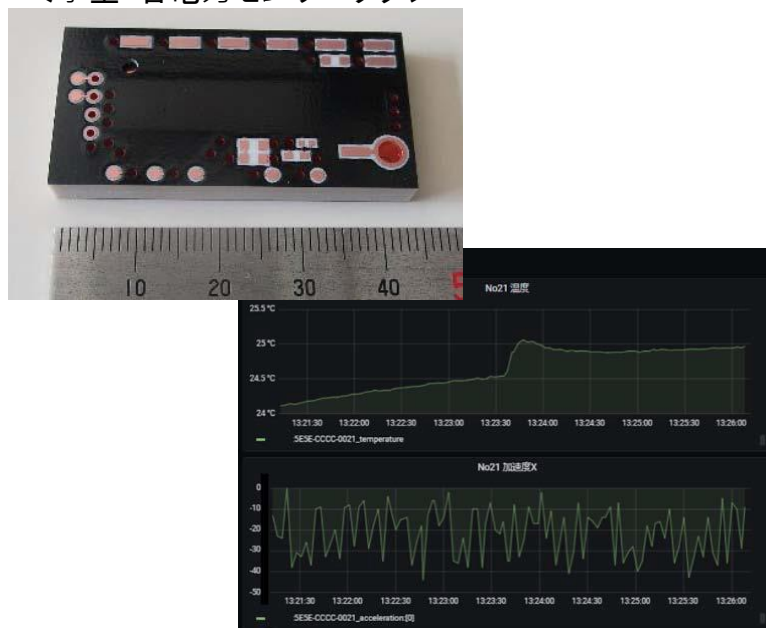 10 20 30 40
No21 温度
25.5 °C
25 °C
24.5 °C
24 °C
13:21:30 13:22:00 13:22:30 13:23:00 13:23:30 13:24:00 13:24:30 13:25:00 13:25:30 13:26:00
5E5E-CCCC-0021_temperature
No21 加速度X
0
-10
-20
-30
-40
-50
13:21:30 13:22:00 13:22:30 13:23:00 13:23:30 13:24:00 13:24:30 13:25:00 13:25:30 13:26:00
5E5E-CCCC-0021_acceleration:[0]